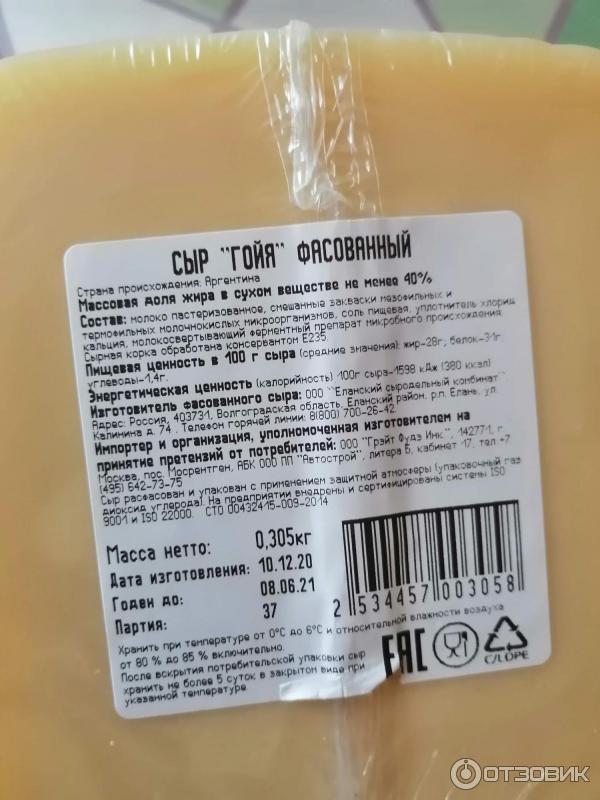 СЫР "ГОЙЯ" ФАСОВАННЫЙ
Страна происхождения: Аргентина
Массовая доля жира в сухом веществе не менее 40%
Состав: молоко пастеризованное, смешанные закваски мезофильных и
термофильных молочнокислых микроорганизмов, соль пищевая, уплотнитель хлорид
кальция, молокосвертывающий ферментный препарат микробного происхождения.
Сырная корка обработана консервантом Е235.
Пищевая ценность в 100 г сыра (средние значения): жир-28г; белок-31г;
углеводы-1,4г.
Энергетическая ценность (калорийность) 100г сыра-1598 кДж (380 ккал)
Изготовитель фасованного сыра: ООО "Еланский сыродельный комбинат"
Адрес: Россия, 403731, Волгоградская область, Еланский район, р.п. Елань, ул.
Калинина д. 74 . Телефон горячей линии: 8(800) 700-26-42.
Импортер и организация, уполномоченная изготовителем на
принятие претензий от потребителей: ООО "Грэйт Фудз Инк.", 142771, г.
Москва, пос. Мосрентген, АБК ООО ПП "Автострой", литера Б, кабинет 17, тел.+7
(495) 642-73-75
Сыр расфасован и упакован с применением защитной атмосферы (упаковочный газ
диоксид углерода). На предприятии внедрены и сертифицированы системы ISO
9001 и ISO 22000. СТО 00432415-009-2014
Масса нетто: 0,305кг
Дата изготовления: 10.12.20
Годен до: 08.06.21
Партия: 37
2 534457 003058
Хранить при температуре от 0°С до 6°С и относительной влажности воздуха
от 80 % до 85 % включительно.
После вскрытия потребительской упаковки сыр
хранить не более 5 суток в закрытом виде при
указанной температуре.
ЕАС
C/LDPE
ОТЗОВИК